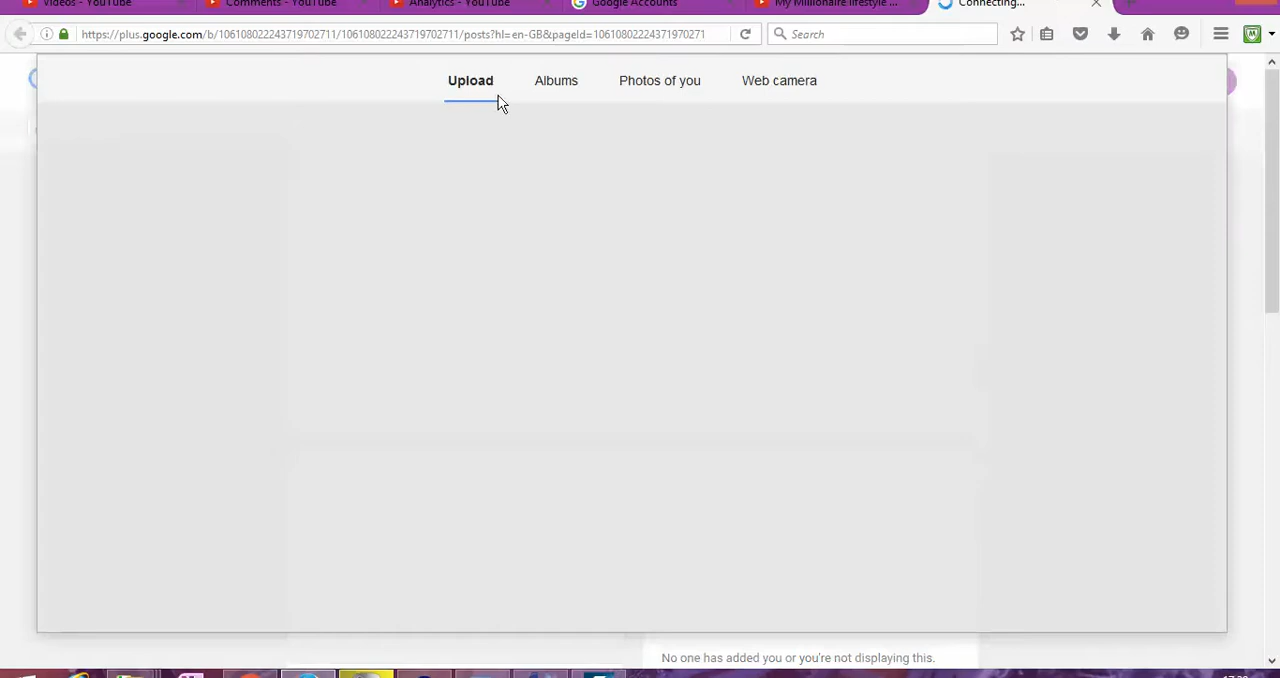 Videos - YouTube
Comments - YouTube
Analytics - YouTube
Google Accounts
My Millionaire lifestyle ...
Connecting...
https://plus.google.com/b/106108022243719702711/106108022243719702711/posts?hl=en-GB&pageId=10610802224371970271
Search
Upload
Albums
Photos of you
Web camera
No one has added you or you're not displaying this.